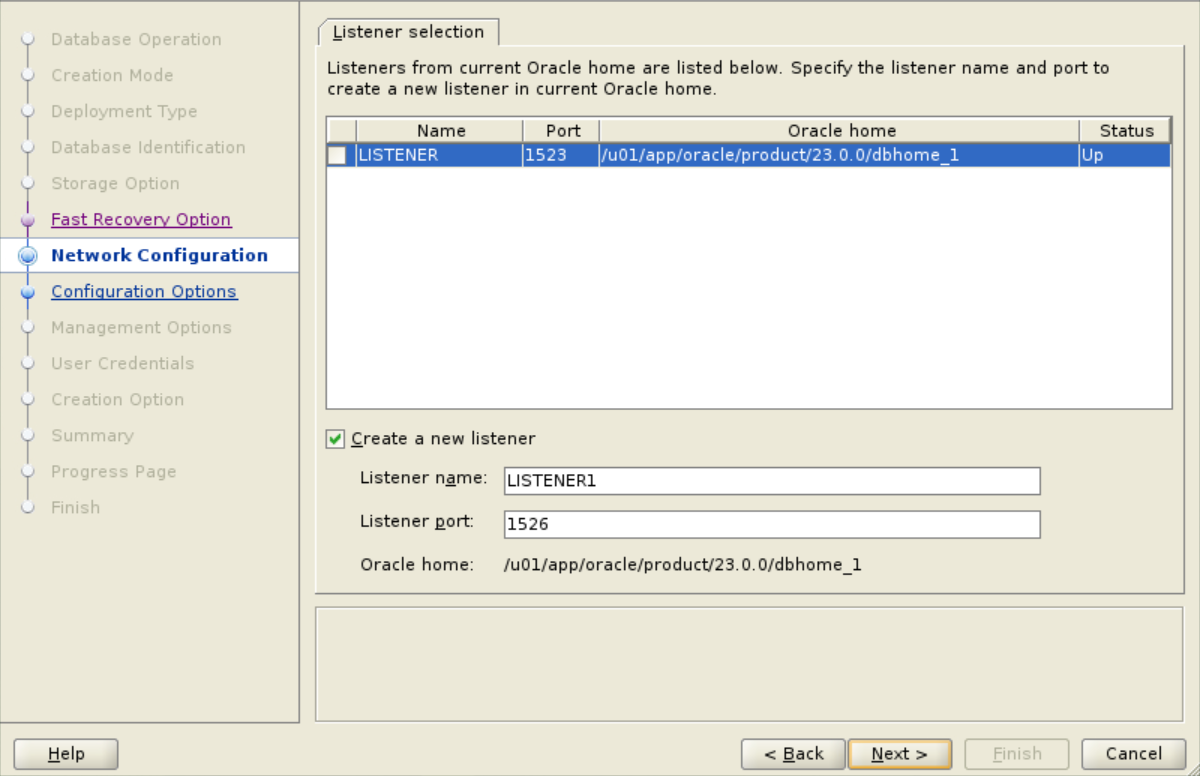 Database Operation
Creation Mode
Deployment Type
Database Identification
Storage Option
Fast Recovery Option
Network Configuration
Configuration Options
Management Options
User Credentials
Creation Option
Summary
Progress Page
Finish
Listener selection
Listeners from current Oracle home are listed below. Specify the listener name and port to
create a new listener in current Oracle home.
Name Port Oracle home Status
LISTENER 1523 /u01/app/oracle/product/23.0.0/dbhome_1 Up
Create a new listener
Listener name: LISTENER1
Listener port: 1526
Oracle home: /u01/app/oracle/product/23.0.0/dbhome_1
Help < Back Next > Finish Cancel